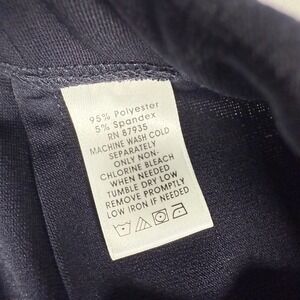 95% Polyester
5% Spandex
RN 87935
MACHINE WASH COLD
SEPARATELY
ONLY NON-
CHLORINE BLEACH
WHEN NEEDED
TUMBLE DRY LOW
REMOVE PROMPTLY
LOW IRON IF NEEDED